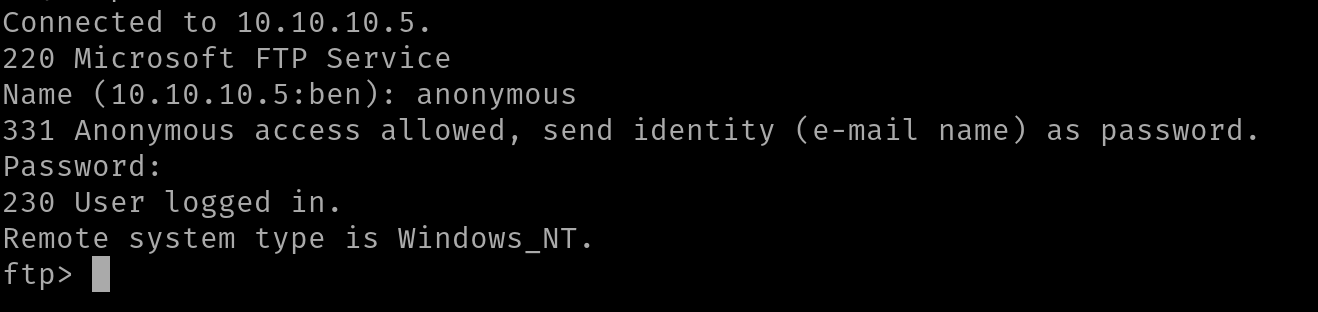 Connected to 10.10.10.5.
220 Microsoft FTP Service
Name (10.10.10.5:ben): anonymous
331 Anonymous access allowed, send identity (e-mail name) as password.
Password:
230 User logged in.
Remote system type is Windows_NT.
ftp>